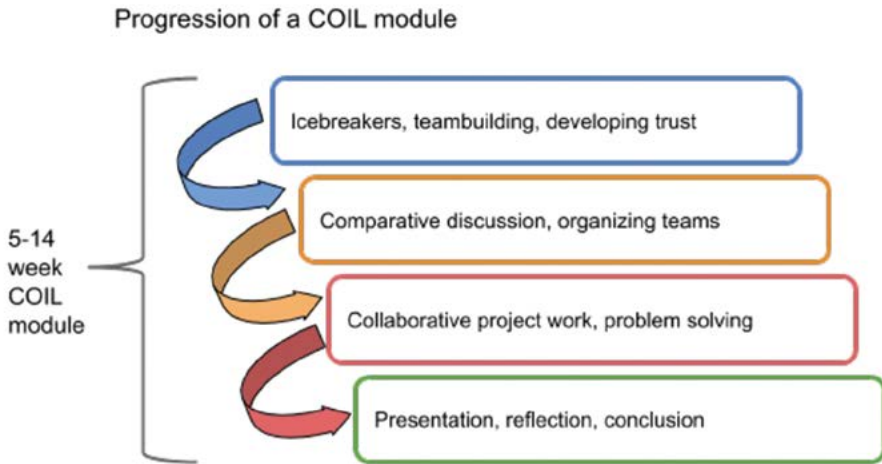 Progression of a COIL module
Icebreakers, teambuilding, developing trust
Comparative discussion, organizing teams
5-14
week
COIL
module
Collaborative project work, problem solving
Presentation, reflection, conclusion